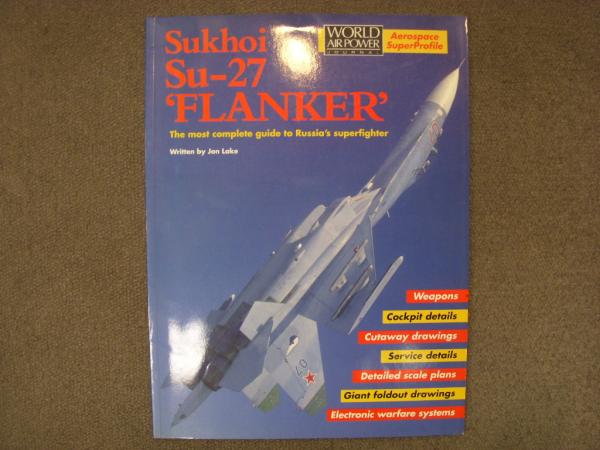 Sukhoi
Su-27
'FLANKER'
WORLD
AIR POWER
JOURNAL
Aerospace
SuperProfile
The most complete guide to Russia's superfighter
Written by Jon Lake
Weapons
Cockpit details
Cutaway drawings
Service details
Detailed scale plans
Giant foldout drawings
Electronic warfare systems